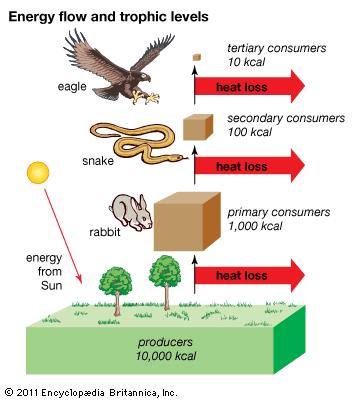 Energy flow and trophic levels
tertiary consumers
10 kcal
eagle
heat loss
secondary consumers
100 kcal
snake
heat loss
primary consumers
1,000 kcal
rabbit
energy
from
Sun
heat loss
producers
10,000 kcal
© 2011 Encyclopædia Britannica, Inc.